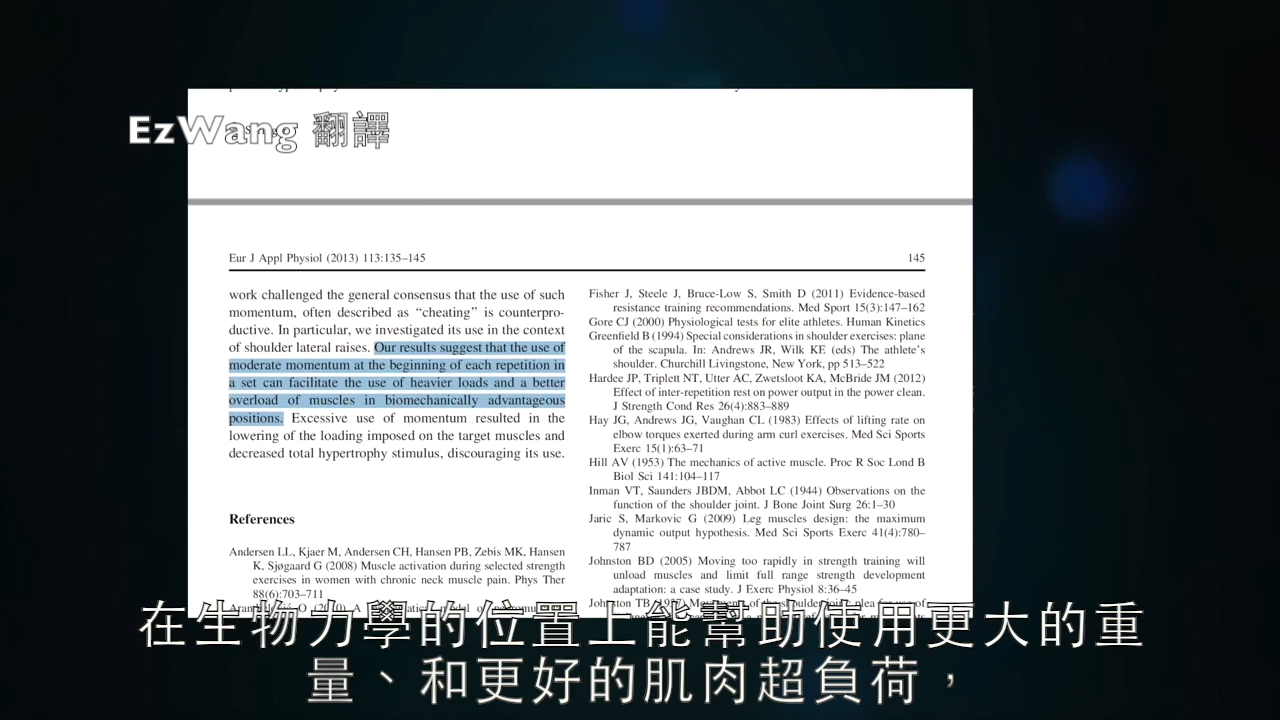 EzWang 翻譯
Eur J Appl Physiol (2013) 113:135–145
145
work challenged the general consensus that the use of such
momentum, often described as “cheating” is counterpro-
ductive. In particular, we investigated its use in the context
of shoulder lateral raises. Our results suggest that the use of
moderate momentum at the beginning of each repetition in
a set can facilitate the use of heavier loads and a better
overload of muscles in biomechanically advantageous
positions. Excessive use of momentum resulted in the
lowering of the loading imposed on the target muscles and
decreased total hypertrophy stimulus, discouraging its use.
References
Andersen LL, Kjaer M, Andersen CH, Hansen PB, Zebis MK, Hansen
K, Sjøgaard G (2008) Muscle activation during selected strength
exercises in women with chronic neck muscle pain. Phys Ther
88(6):703–711
Fisher J, Steele J, Bruce-Low S, Smith D (2011) Evidence-based
resistance training recommendations. Med Sport 15(3):147–162
Gore CJ (2000) Physiological tests for elite athletes. Human Kinetics
Greenfield B (1994) Special considerations in shoulder exercises: plane
of the scapula. In: Andrews JR, Wilk KE (eds) The athlete’s
shoulder. Churchill Livingstone, New York, pp 513–522
Hardee JP, Triplett NT, Utter AC, Zwetsloot KA, McBride JM (2012)
Effect of inter-repetition rest on power output in the power clean.
J Strength Cond Res 26(4):883–889
Hay JG, Andrews JG, Vaughan CL (1983) Effects of lifting rate on
elbow torques exerted during arm curl exercises. Med Sci Sports
Exerc 15(1):63–71
Hill AV (1953) The mechanics of active muscle. Proc R Soc Lond B
Biol Sci 141:104–117
Inman VT, Saunders JBDM, Abbot LC (1944) Observations on the
function of the shoulder joint. J Bone Joint Surg 26:1–30
Jaric S, Markovic G (2009) Leg muscles design: the maximum
dynamic output hypothesis. Med Sci Sports Exerc 41(4):780–
787
Johnston BD (2005) Moving too rapidly in strength training will
unload muscles and limit full range strength development
adaptation: a case study. J Exerc Physiol 8:36–45
在生物力學的位置上能幫助使用更大的重
量、和更好的肌肉超負荷，